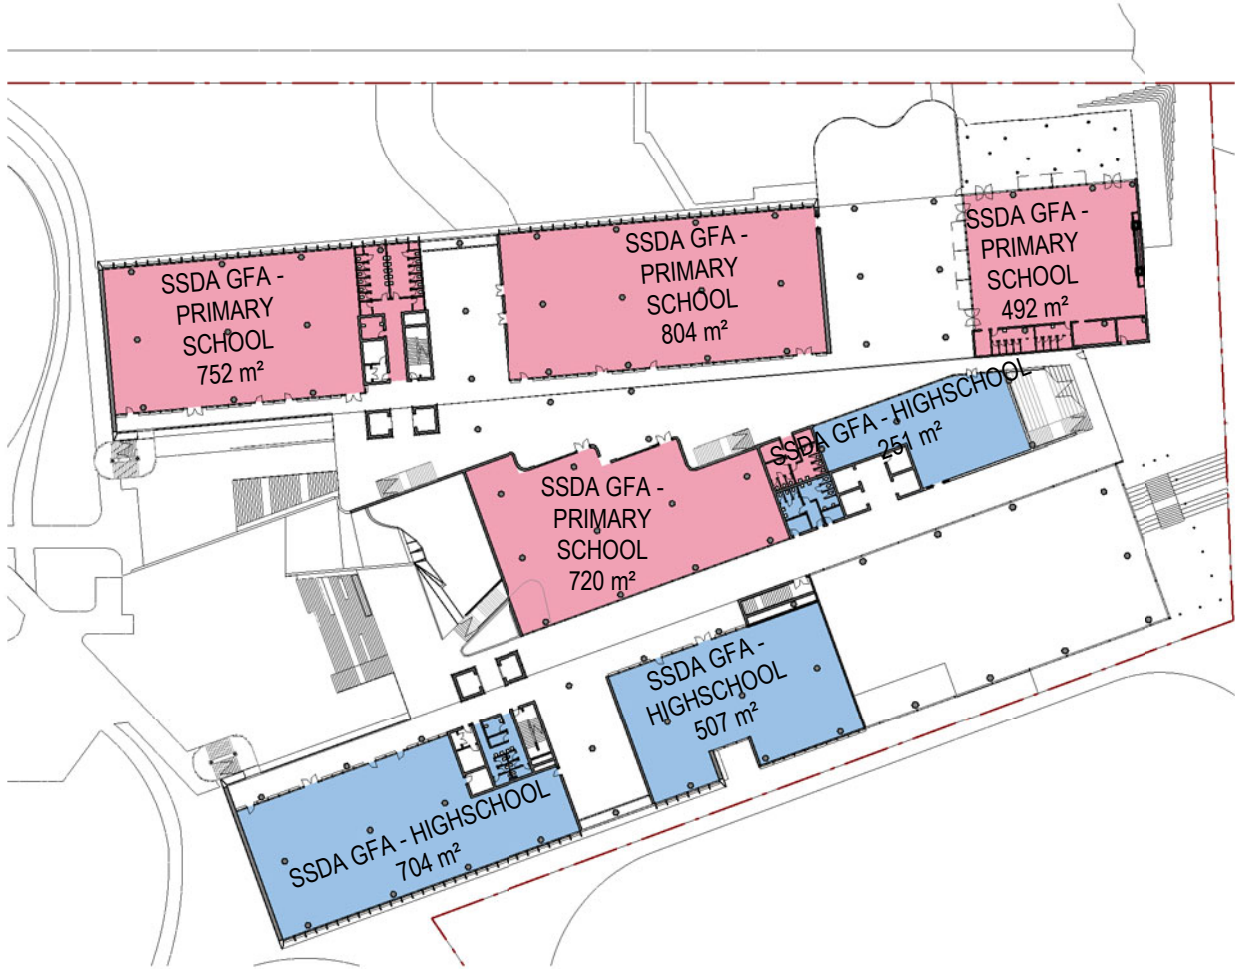 SSDA GFA -
PRIMARY
SCHOOL
752 m²
SSDA GFA -
PRIMARY
SCHOOL
804 m²
SSDA GFA -
PRIMARY
SCHOOL
492 m²
SSDA GFA - HIGHSCHOOL
251 m²
SSDA GFA -
PRIMARY
SCHOOL
720 m²
SSDA GFA -
HIGHSCHOOL
507 m²
SSDA GFA - HIGHSCHOOL
704 m²